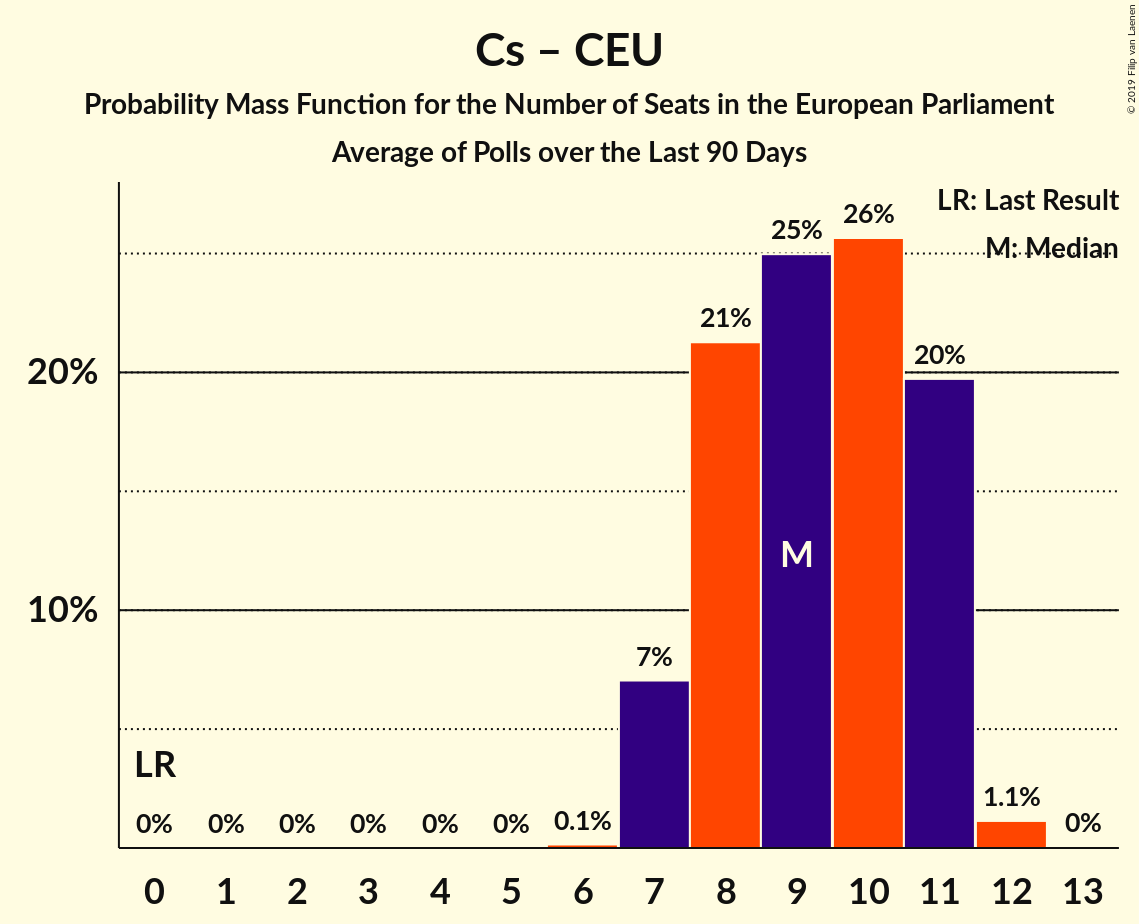 Cs – CEU
Probability Mass Function for the Number of Seats in the European Parliament
Average of Polls over the Last 90 Days
© 2019 Filip van Laenen
LR: Last Result
M: Median
26%
25%
21%
20%
20%
M
10%
7%
LR
1.1%
0% 0% 0% 0% 0% 0% 0.1% 0%
0 1 2 3 4 5 6 7 8 9 10 11 12 13